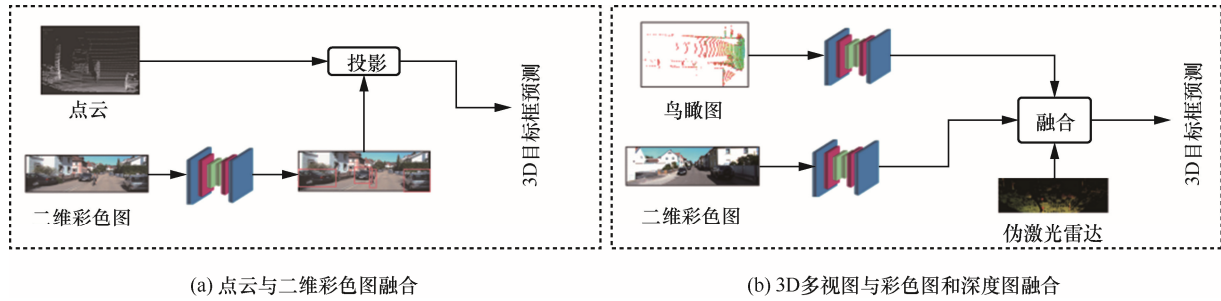 点云
投影
3D目标框预测
二维彩色图
(a) 点云与二维彩色图融合
鸟瞰图
二维彩色图
融合
伪激光雷达
3D目标框预测
(b) 3D多视图与彩色图和深度图融合